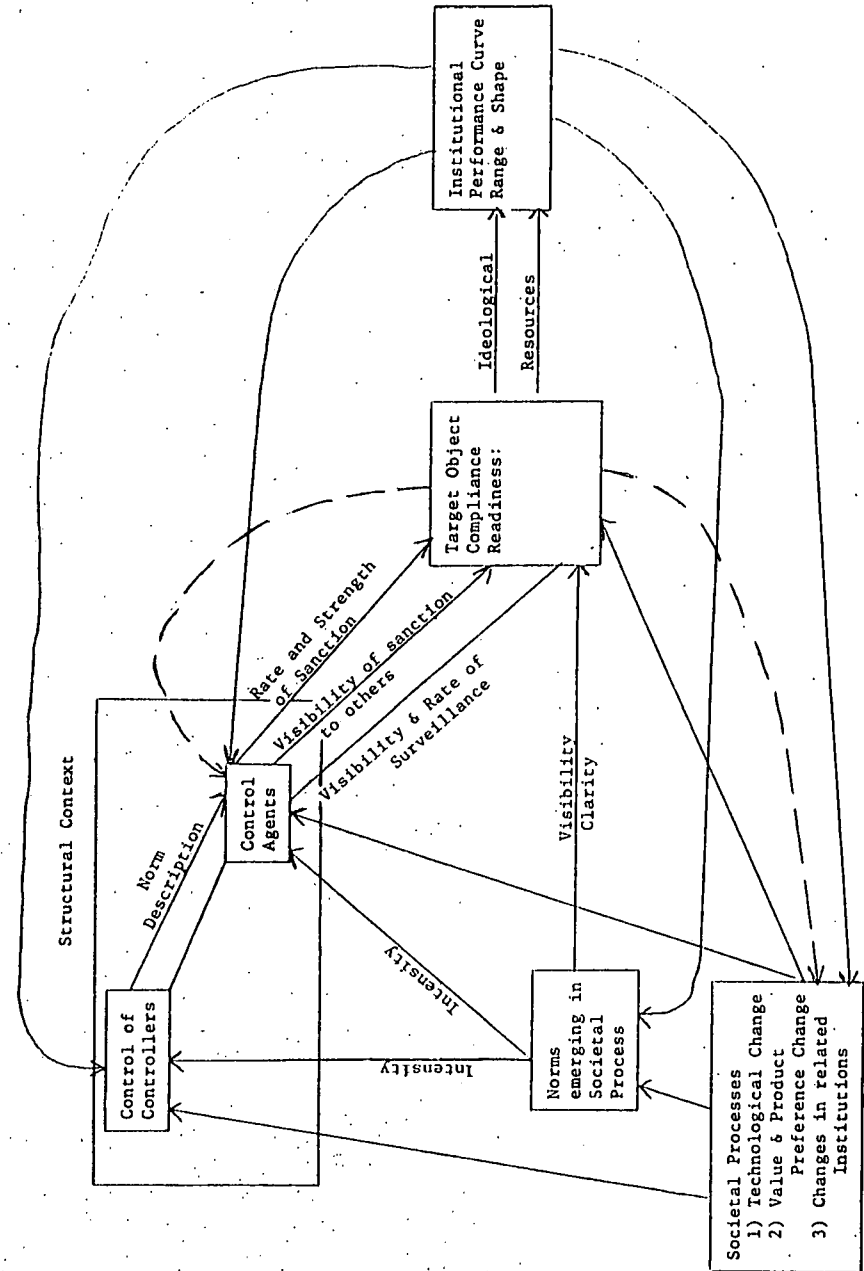 Structural Context
Control of
Controllers
Norm
Description
Control
Agents
Rate and Strength
of Sanction
Visibility of sanction
to others
Visibility & Rate of
Surveillance
Intensity
Intensity
Norms
emerging in
Societal
Process
Visibility
Clarity
Target Object
Compliance
Readiness:
Ideological
Resources
Institutional
Performance Curve
Range & Shape
Societal Processes
1) Technological Change
2) Value & Product
Preference Change
3) Changes in related
Institutions